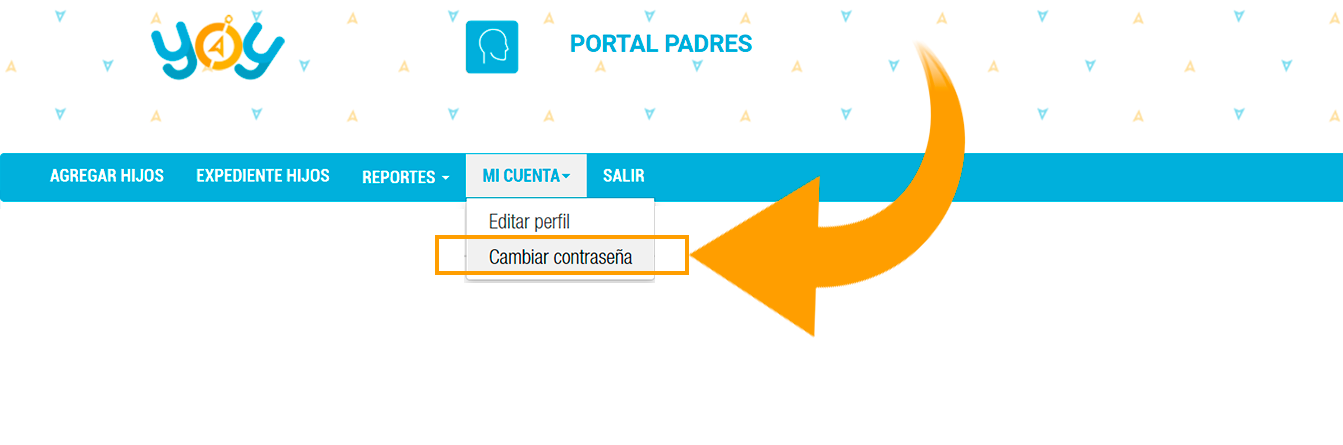 yoy
PORTAL PADRES
AGREGAR HIJOS EXPEDIENTE HIJOS REPORTES MI CUENTA SALIR
Editar perfil
Cambiar contraseña